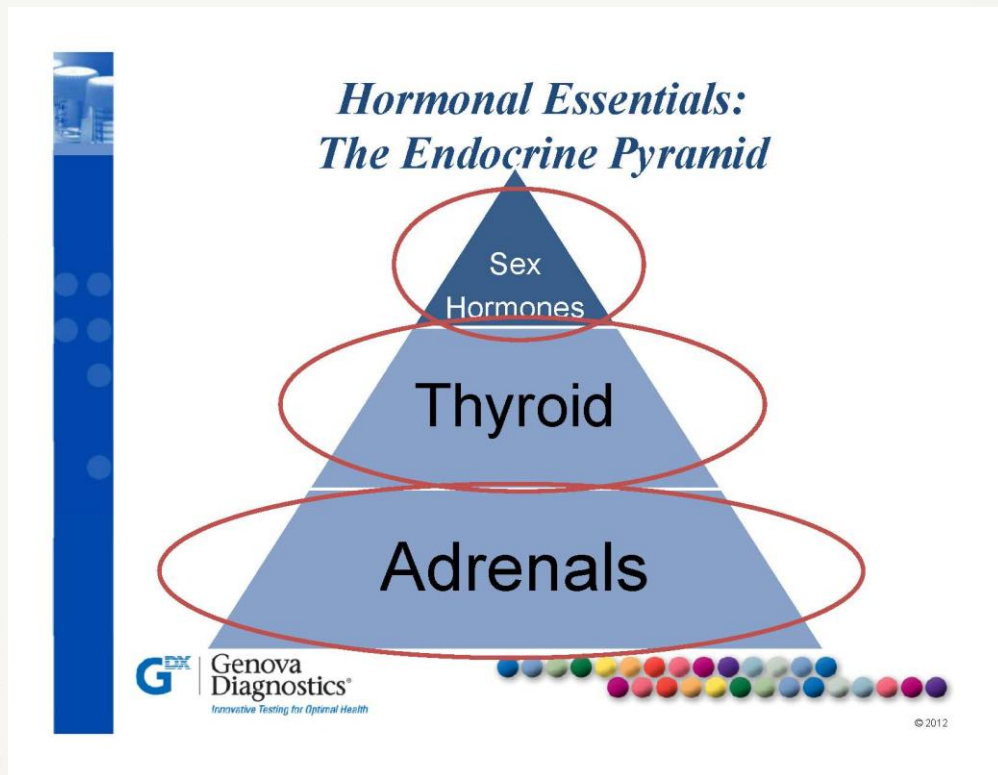 Hormonal Essentials:
The Endocrine Pyramid
Sex
Hormones
Thyroid
Adrenals
GDX
Genova
Diagnostics®
Innovative Testing for Optimal Health
© 2012